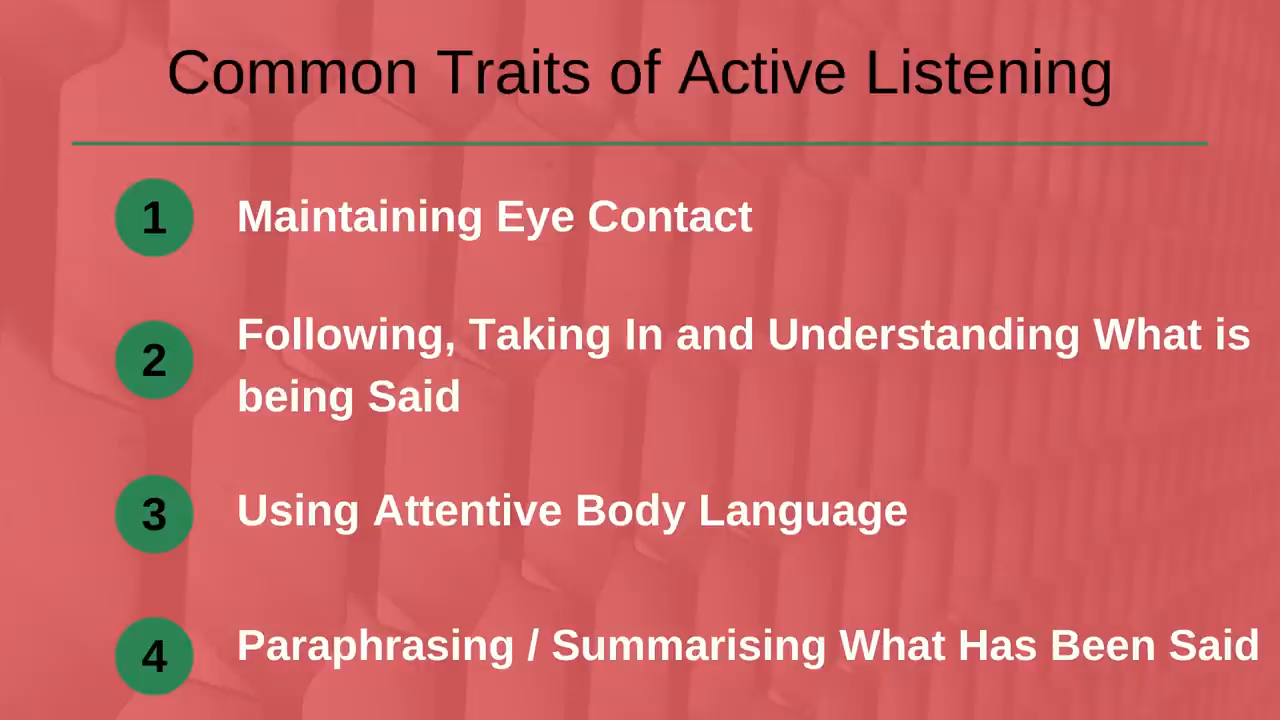 Common Traits of Active Listening
1 Maintaining Eye Contact
2 Following, Taking In and Understanding What is
being Said
3 Using Attentive Body Language
4 Paraphrasing / Summarising What Has Been Said